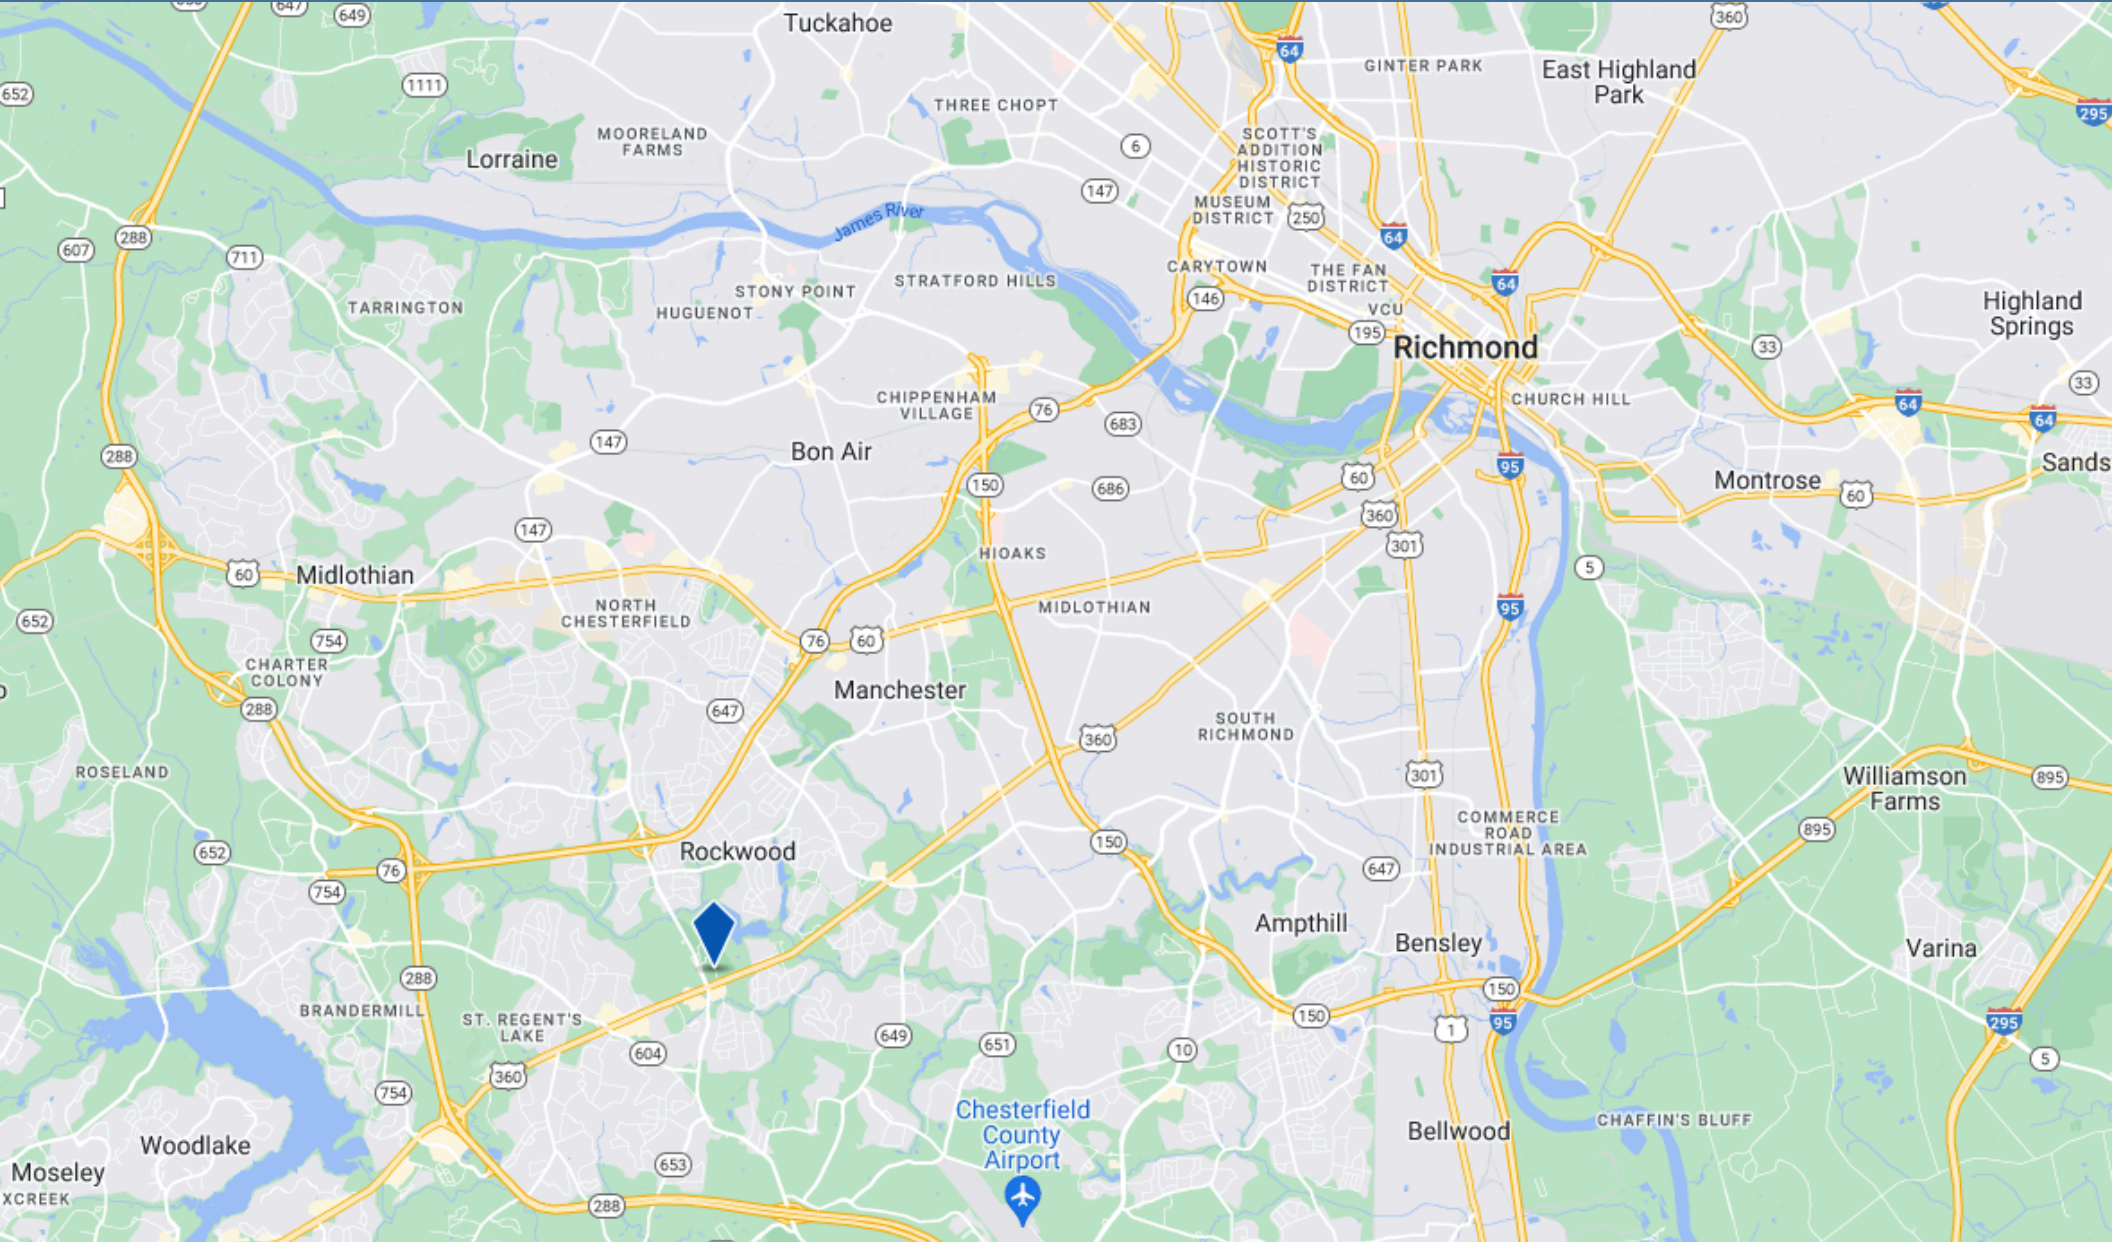 647
649
Tuckahoe
360
64
GINTER PARK
East Highland
Park
652
1111
THREE CHOPT
295
MOORELAND
FARMS
6
SCOTT'S
ADDITION
HISTORIC
DISTRICT
Lorraine
147
MUSEUM
DISTRICT
250
James River
288
607
711
64
CARYTOWN
THE FAN
DISTRICT
64
STRATFORD HILLS
STONY POINT
146
TARRINGTON
HUGUENOT
VCU
Highland
Springs
195
Richmond
33
33
CHIPPENHAM
VILLAGE
76
CHURCH HILL
64
64
683
147
288
Bon Air
95
Sands
60
Montrose
60
150
686
360
147
301
HIOAKS
5
60
Midlothian
NORTH
CHESTERFIELD
MIDLOTHIAN
95
652
754
76
60
CHARTER
COLONY
Manchester
288
647
SOUTH
RICHMOND
360
ROSELAND
301
Williamson
Farms
895
COMMERCE
ROAD
INDUSTRIAL AREA
895
652
Rockwood
150
76
647
754
Ampthill
Bensley
Varina
288
150
BRANDERMILL
ST. REGENT'S
LAKE
150
95
1
295
649
651
604
10
5
360
754
Chesterfield
County
Airport
CHAFFIN'S BLUFF
Woodlake
Bellwood
653
Moseley
XCREEK
288